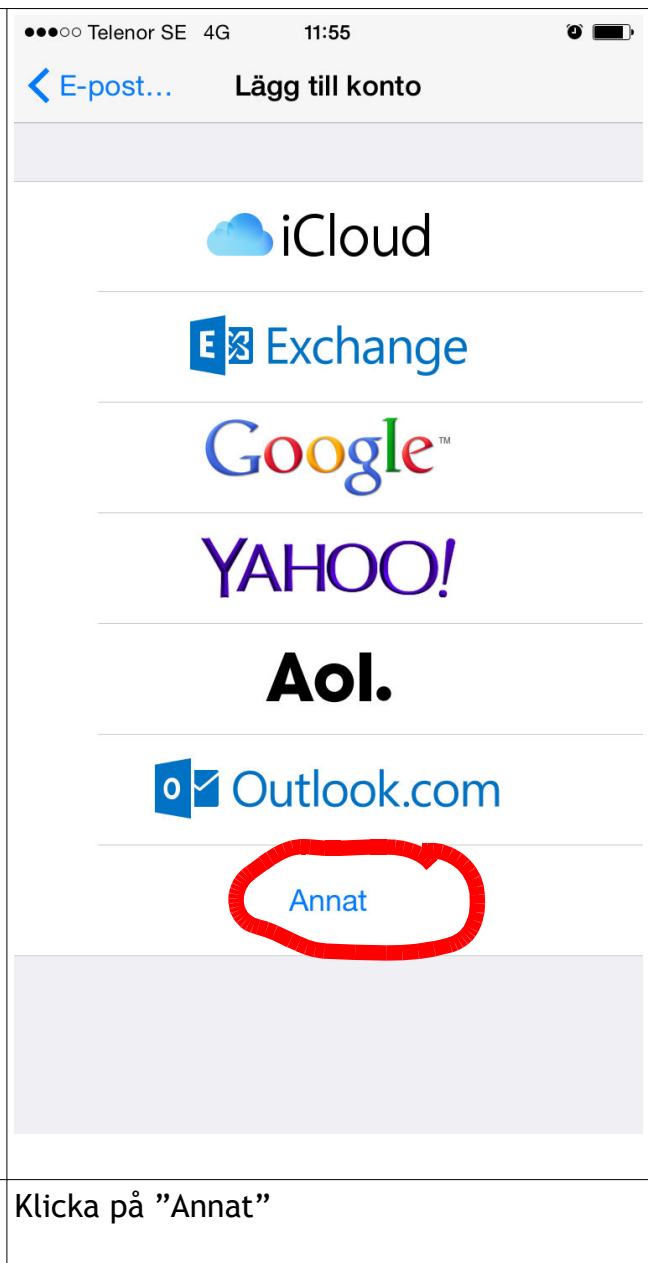 Telenor SE 4G 11:55
E-post... Lägg till konto
iCloud
E Exchange
Google™
YAHOO!
Aol.
o Outlook.com
Annat
Klicka på ”Annat”